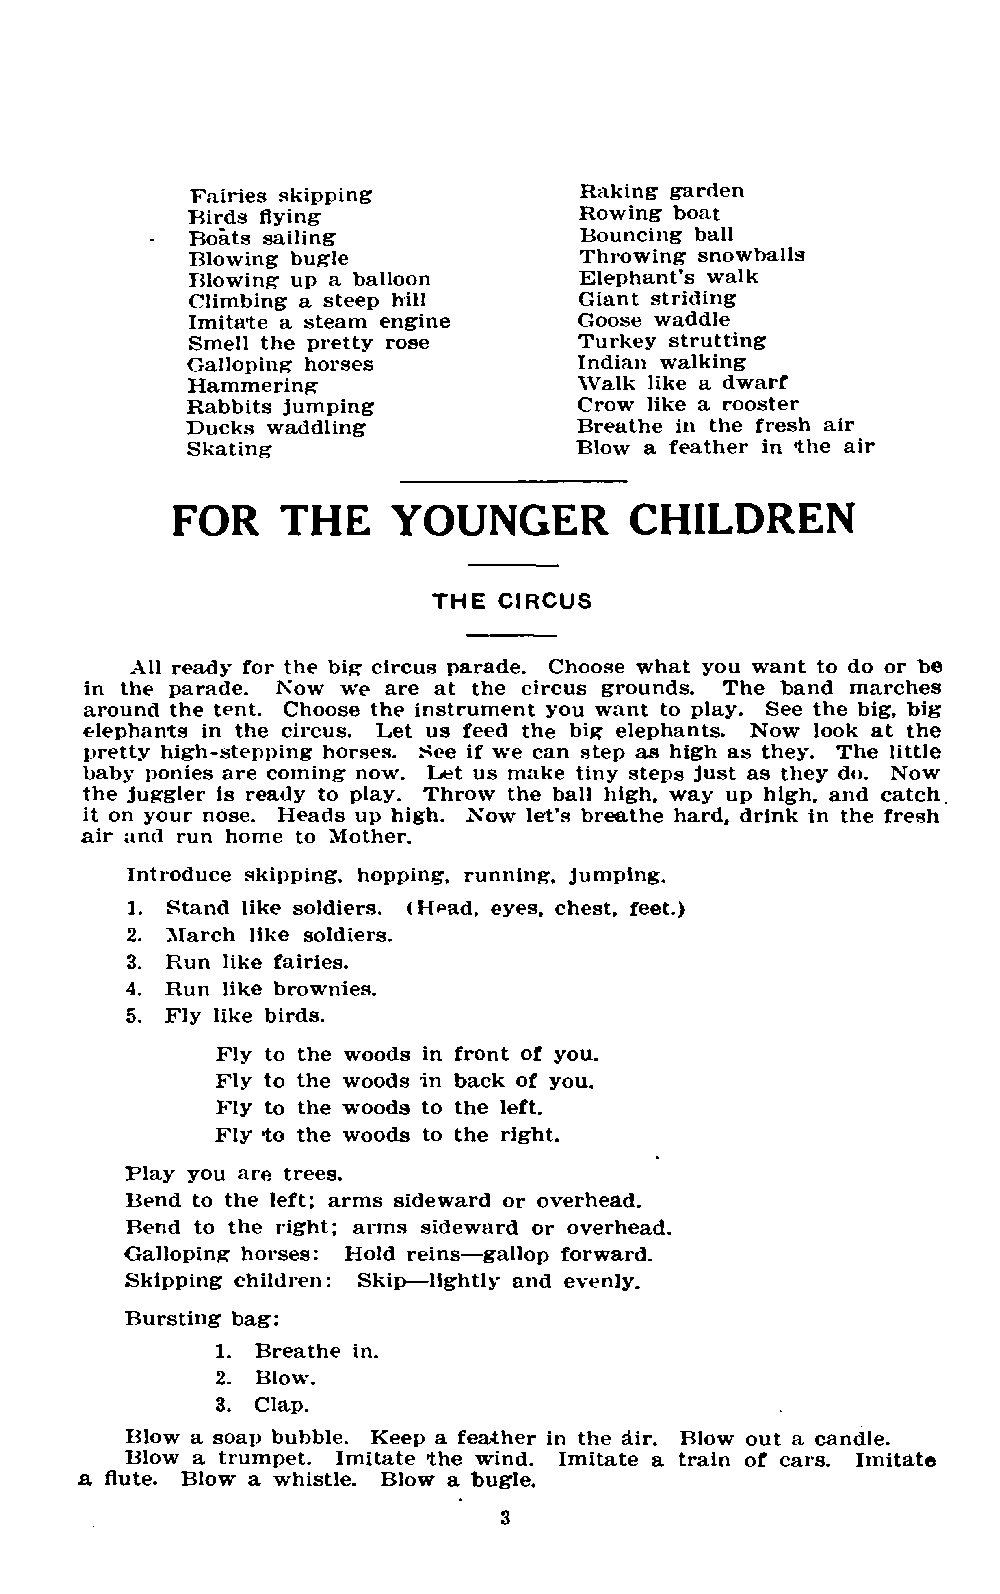 Fairies skipping
Birds flying
Boats sailing
Blowing bugle
Blowing up a balloon
Climbing a steep hill
Imitate a steam engine
Smell the pretty rose
Galloping horses
Hammering
Rabbits jumping
Ducks waddling
Skating
Raking garden
Rowing boat
Bouncing ball
Throwing snowballs
Elephant's walk
Giant striding
Goose waddle
Turkey strutting
Indian walking
Walk like a dwarf
Crow like a rooster
Breathe in the fresh air
Blow a feather in the air
FOR THE YOUNGER CHILDREN
THE CIRCUS
All ready for the big circus parade. Choose what you want to do or be
in the parade. Now we are at the circus grounds. The band marches
around the tent. Choose the instrument you want to play. See the big, big
elephants in the circus. Let us feed the big elephants. Now look at the
pretty high-stepping horses. See if we can step as high as they. The little
baby ponies are coming now. Let us make tiny steps just as they do. Now
the juggler is ready to play. Throw the ball high, way up high, and catch
it on your nose. Heads up high. Now let's breathe hard, drink in the fresh
air and run home to Mother.
Introduce skipping, hopping, running, jumping.
1. Stand like soldiers. (Head, eyes, chest, feet.)
2. March like soldiers.
3. Run like fairies.
4. Run like brownies.
5. Fly like birds.
Fly to the woods in front of you.
Fly to the woods in back of you.
Fly to the woods to the left.
Fly to the woods to the right.
Play you are trees.
Bend to the left; arms sideward or overhead.
Bend to the right; arms sideward or overhead.
Galloping horses: Hold reins—gallop forward.
Skipping children: Skip—lightly and evenly.
Bursting bag:
1. Breathe in.
2. Blow.
3. Clap.
Blow a soap bubble. Keep a feather in the air. Blow out a candle.
Blow a trumpet. Imitate the wind. Imitate a train of cars. Imitate
a flute. Blow a whistle. Blow a bugle.
3